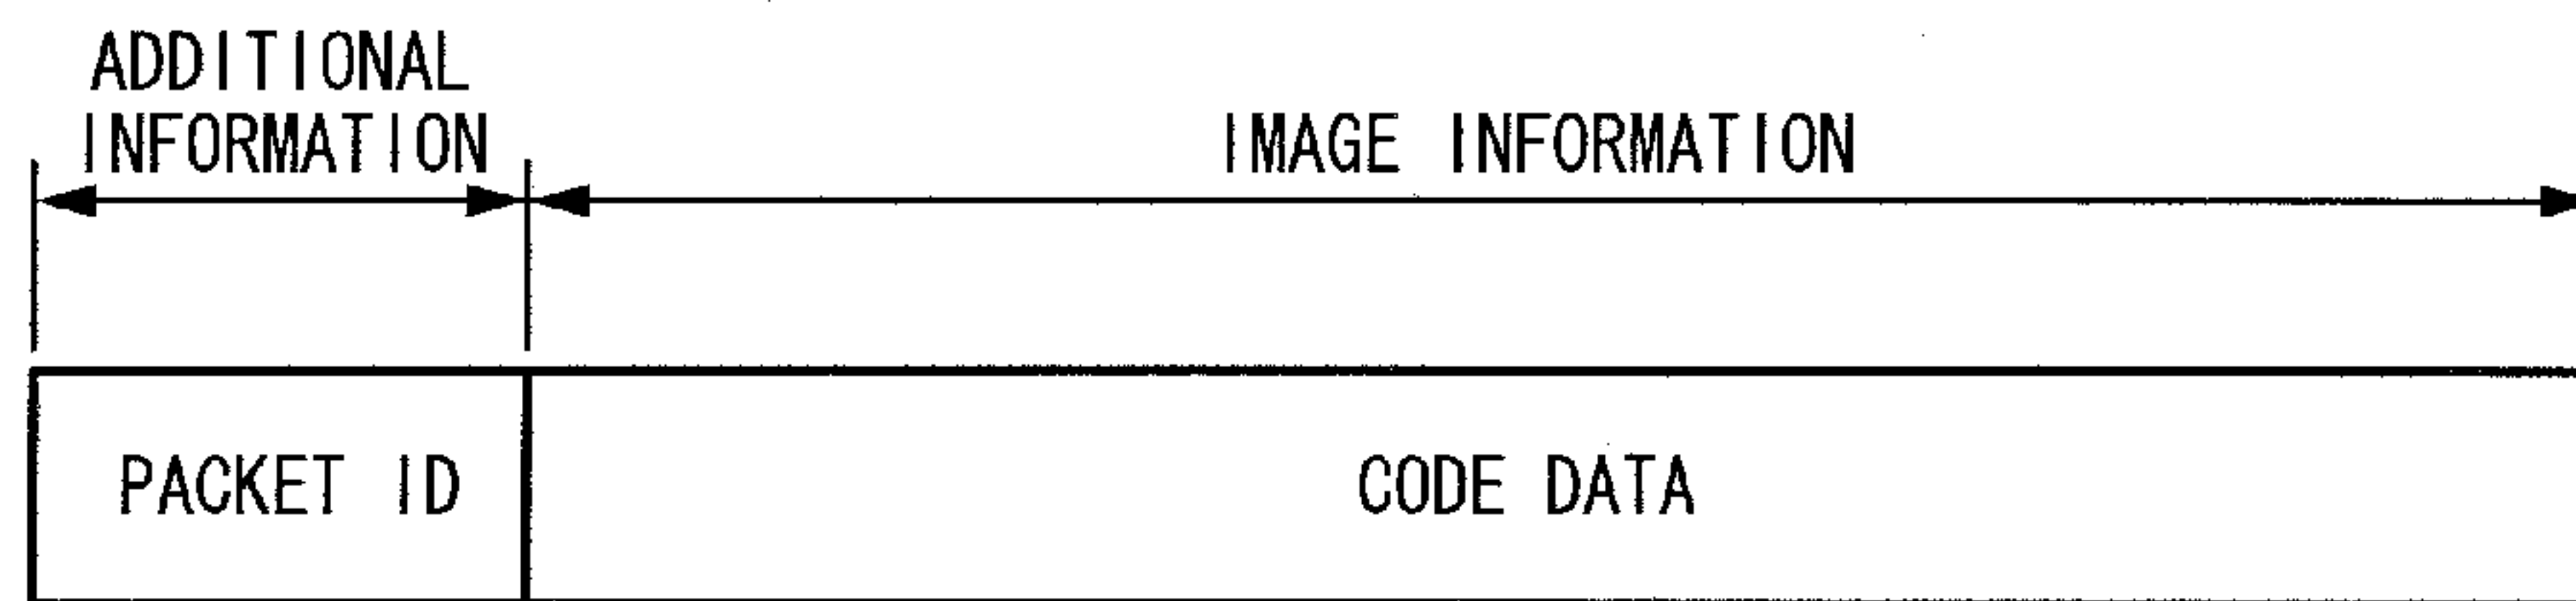 ADDITIONAL
INFORMATION
IMAGE INFORMATION
PACKET ID
CODE DATA